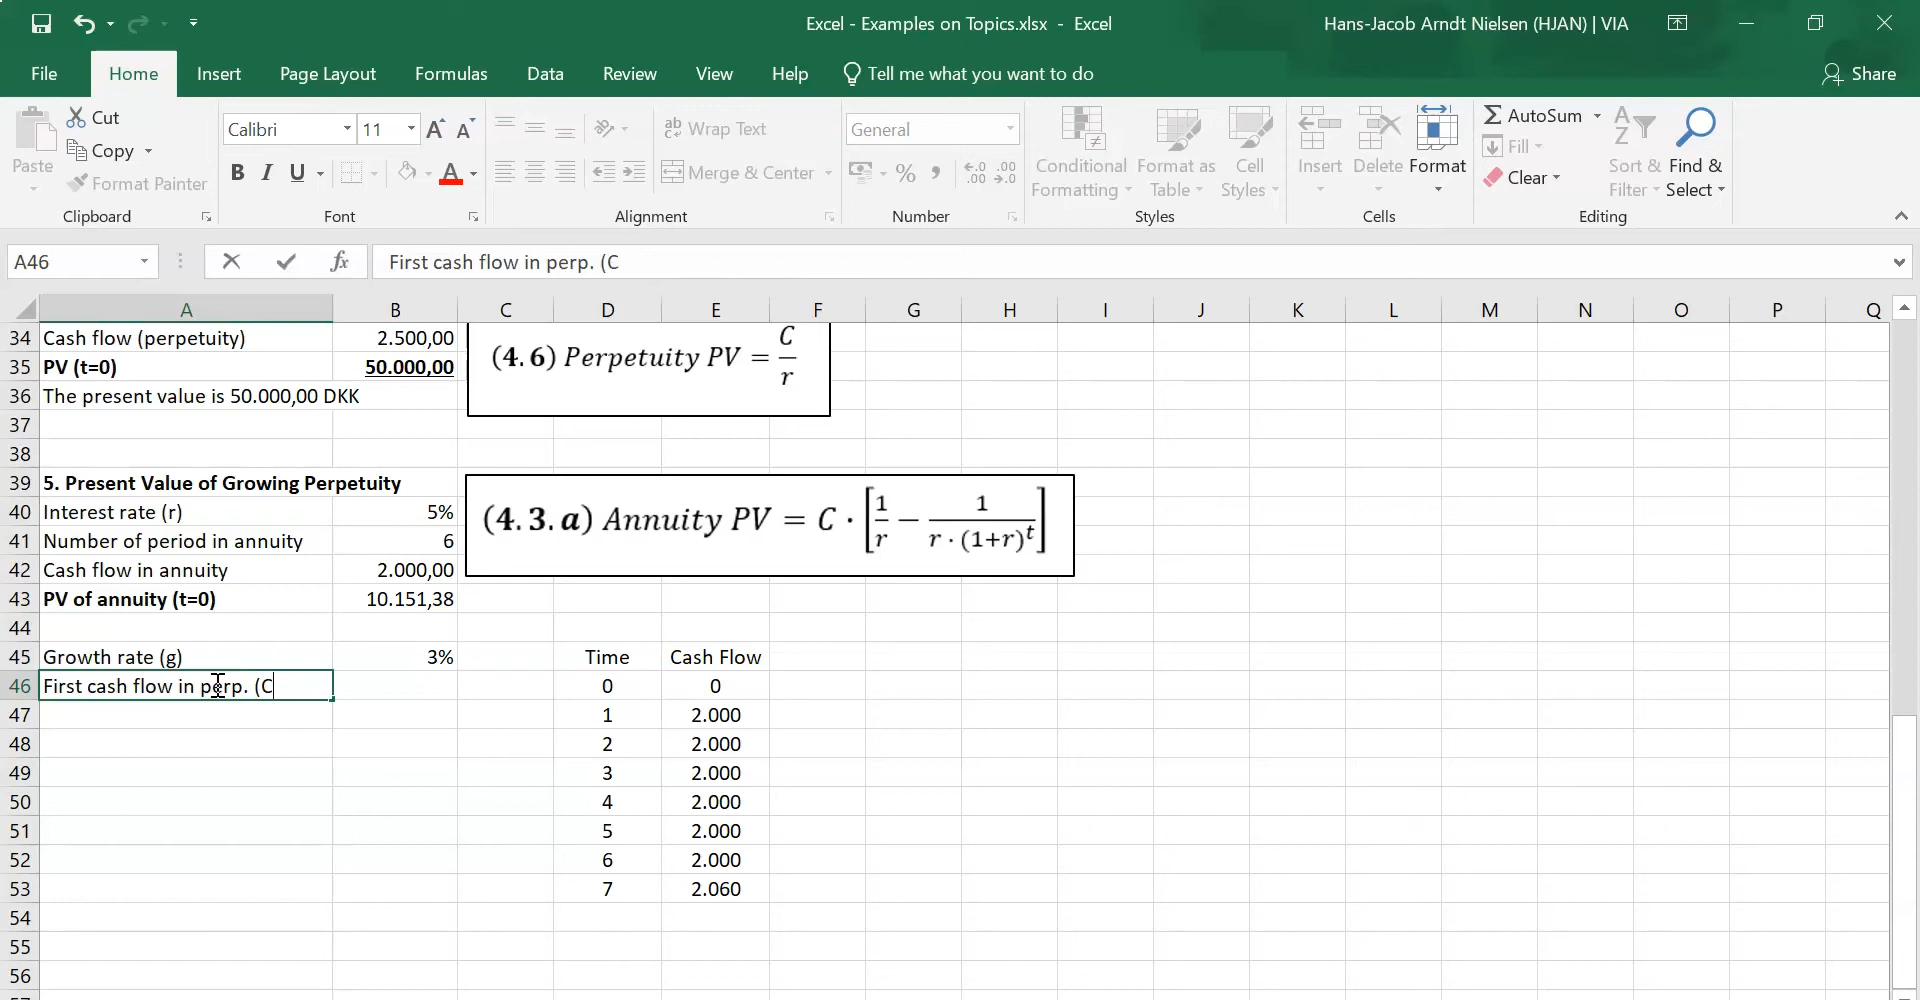 Excel - Examples on Topics.xlsx - Excel
Hans-Jacob Arndt Nielsen (HJAN) | VIA
File Home Insert Page Layout Formulas Data Review View Help Tell me what you want to do Share
Paste
Cut
Copy
Format Painter
Clipboard
Calibri 11
B I U A
Font
ab Wrap Text
Merge & Center
Alignment
General
% , ←.0 .00 .00 →.0
Number
Conditional Formatting
Format as Table
Cell Styles
Styles
Insert Delete Format
Cells
AutoSum
Fill
Clear
Sort & Filter
Find & Select
Editing
A46 fx First cash flow in perp. (C
A B C D E F G H I J K L M N O P Q
34 Cash flow (perpetuity) 2.500,00
35 PV (t=0) 50.000,00
(4.6) Perpetuity PV = C/r
36 The present value is 50.000,00 DKK
37
38
39 5. Present Value of Growing Perpetuity
40 Interest rate (r) 5%
(4.3.a) Annuity PV = C · [1/r − 1/(r · (1+r)^t)]
41 Number of period in annuity 6
42 Cash flow in annuity 2.000,00
43 PV of annuity (t=0) 10.151,38
44
45 Growth rate (g) 3% Time Cash Flow
46 First cash flow in perp. (C 0 0
47 1 2.000
48 2 2.000
49 3 2.000
50 4 2.000
51 5 2.000
52 6 2.000
53 7 2.060
54
55
56